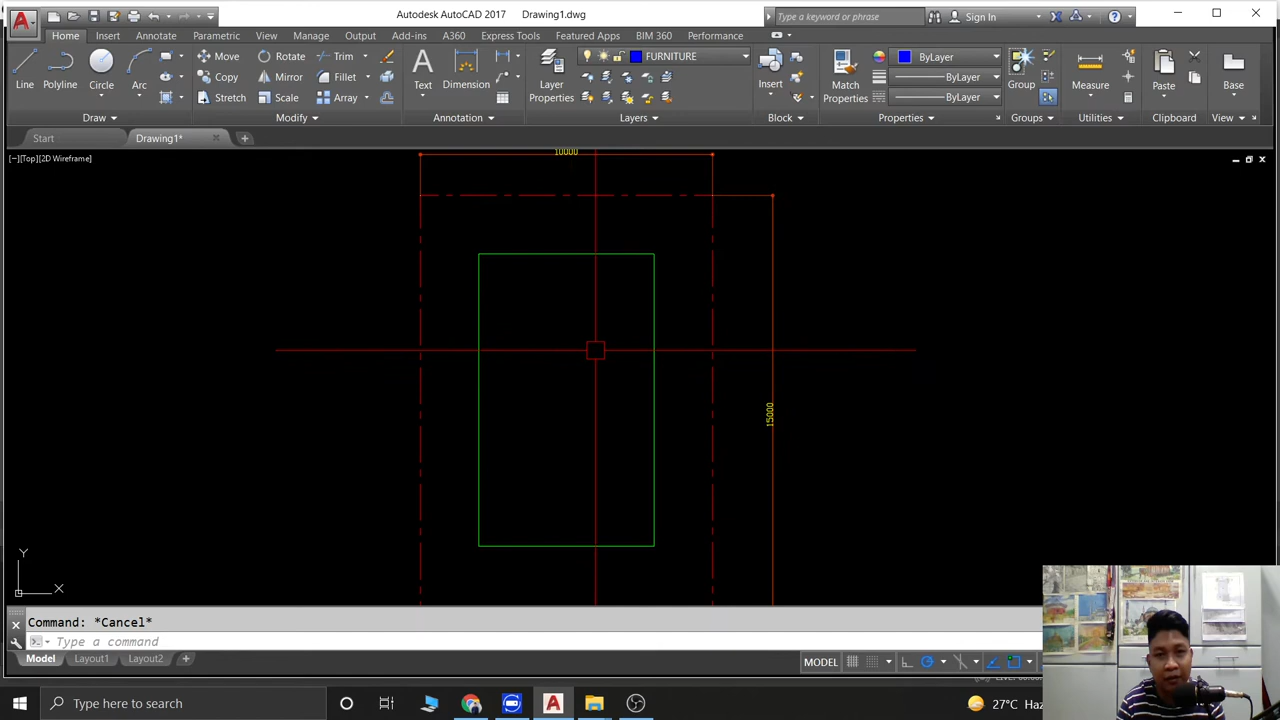 Autodesk AutoCAD 2017 Drawing1.dwg
Type a keyword or phrase
Sign In
Home Insert Annotate Parametric View Manage Output Add-ins A360 Express Tools Featured Apps BIM 360 Performance
Line Polyline Circle Arc
Move Rotate Trim
Copy Mirror Fillet
Stretch Scale Array
Text Dimension
Layer Properties
FURNITURE
Insert
Match Properties
ByLayer
ByLayer
ByLayer
Group
Measure
Paste
Base
Draw Modify Annotation Layers Block Properties Groups Utilities Clipboard View
Start Drawing1*
[−][Top][2D Wireframe]
10000
15000
Y
X
Command: *Cancel*
Type a command
Model Layout1 Layout2
MODEL
Type here to search
27°C Haz